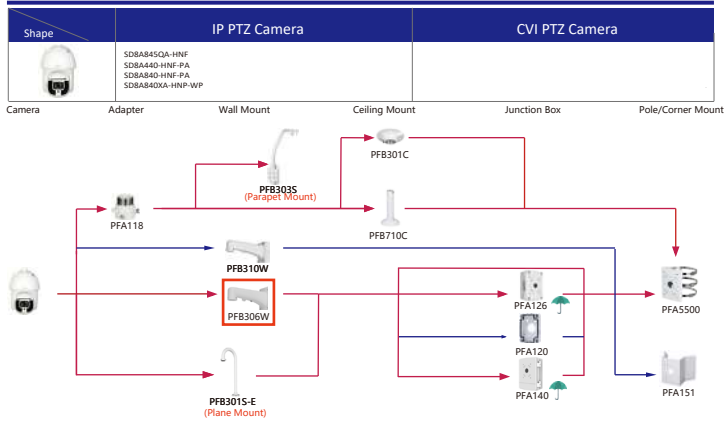 Shape
IP PTZ Camera
CVI PTZ Camera
SD8A845QA-HNF
SD8A440-HNF-PA
SD8A840-HNF-PA
SD8A840XA-HNP-WP
Camera
Adapter
Wall Mount
Ceiling Mount
Junction Box
Pole/Corner Mount
PFB301C
PFB303S
(Parapet Mount)
PFA118
PFB710C
PFB310W
PFB306W
PFA126
PFA5500
PFA120
PFA140
PFA151
PFB301S-E
(Plane Mount)